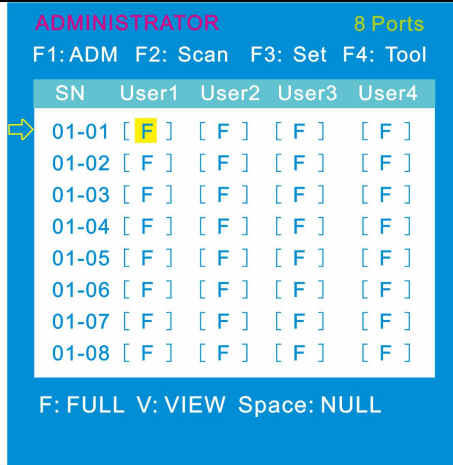 ADMINISTRATOR 8 Ports
F1: ADM F2: Scan F3: Set F4: Tool
SN User1 User2 User3 User4
01-01 [ F ] [ F ] [ F ] [ F ]
01-02 [ F ] [ F ] [ F ] [ F ]
01-03 [ F ] [ F ] [ F ] [ F ]
01-04 [ F ] [ F ] [ F ] [ F ]
01-05 [ F ] [ F ] [ F ] [ F ]
01-06 [ F ] [ F ] [ F ] [ F ]
01-07 [ F ] [ F ] [ F ] [ F ]
01-08 [ F ] [ F ] [ F ] [ F ]
F: FULL V: VIEW Space: NULL